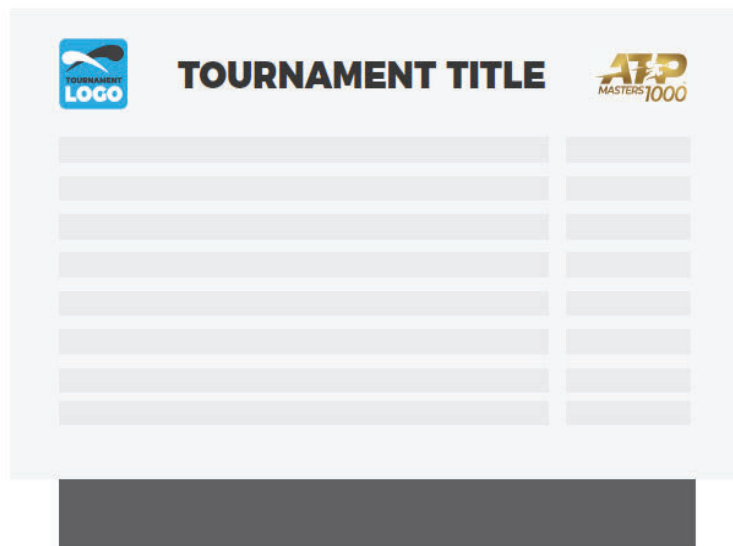 TOURNAMENT
LOGO
TOURNAMENT TITLE
ATP
MASTERS 1000